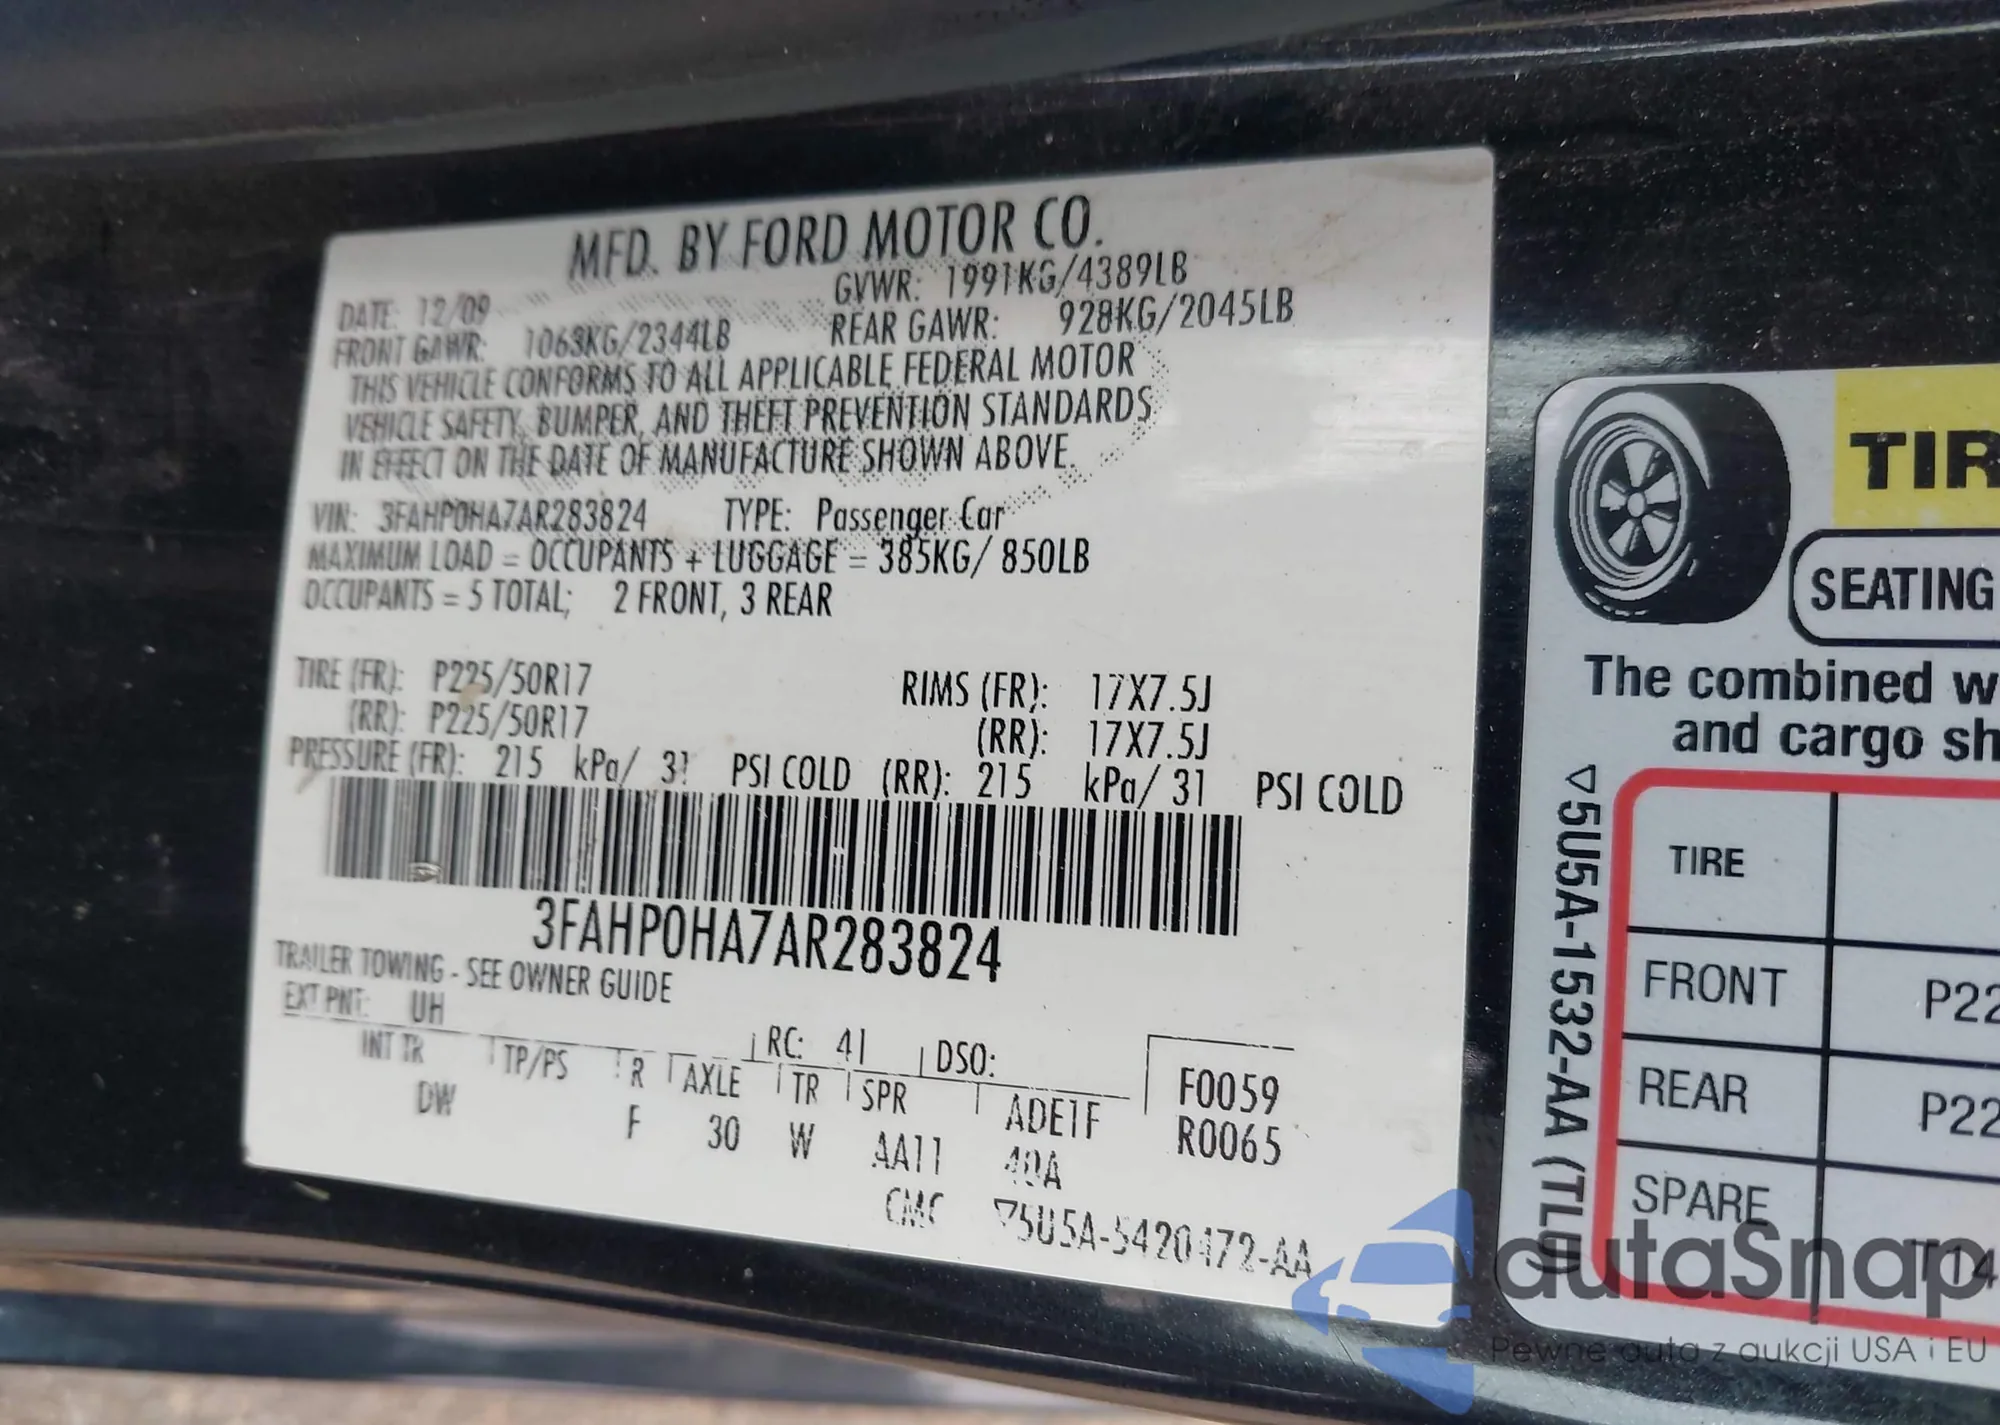 MFD. BY FORD MOTOR CO.
DATE: 12/09
GVWR: 1991KG/4389LB
FRONT GAWR: 1063KG/2344LB
REAR GAWR: 928KG/2045LB
THIS VEHICLE CONFORMS TO ALL APPLICABLE FEDERAL MOTOR
VEHICLE SAFETY, BUMPER, AND THEFT PREVENTION STANDARDS
IN EFFECT ON THE DATE OF MANUFACTURE SHOWN ABOVE.
VIN: 3FAHP0HA7AR283824 TYPE: Passenger Car
MAXIMUM LOAD = OCCUPANTS + LUGGAGE = 385KG/ 850LB
OCCUPANTS = 5 TOTAL; 2 FRONT, 3 REAR
TIRE (FR): P225/50R17 RIMS (FR): 17X7.5J
(RR): P225/50R17 (RR): 17X7.5J
PRESSURE (FR): 215 kPa/ 31 PSI COLD (RR): 215 kPa/ 31 PSI COLD
3FAHP0HA7AR283824
TRAILER TOWING - SEE OWNER GUIDE
EXT PNT: UH
RC: 41 DSO:
INT TR TP/PS R AXLE TR SPR ADE1F
DW F 30 W AA11 40A
F0059
R0065
CMC ▽5U5A-5420472-AA
TIR
SEATING
The combined w
and cargo sh
▽5U5A-1532-AA (TLU)
TIRE
FRONT P22
REAR P22
SPARE T14
autaSnap
Pewne auta z aukcji USA i EU